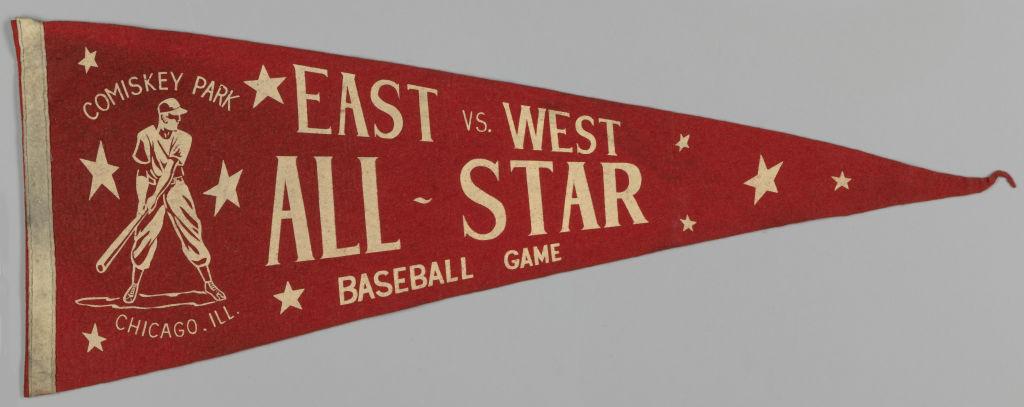 COMISKEY PARK
CHICAGO. ILL.
EAST VS. WEST
ALL - STAR
BASEBALL GAME